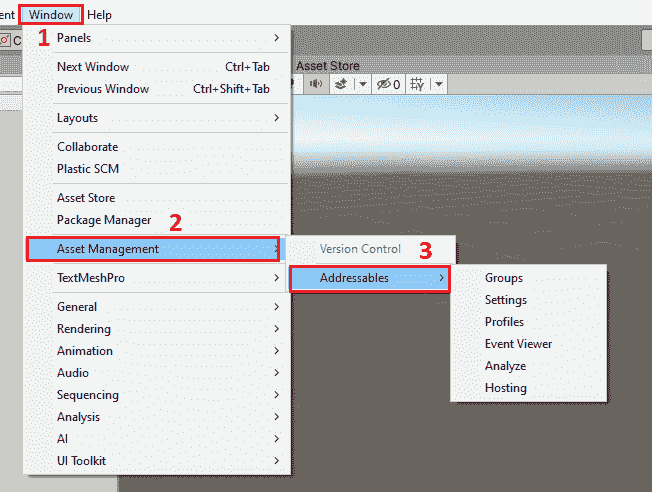 ent Window Help
1
C
Panels
Asset Store
Next Window Ctrl+Tab
Previous Window Ctrl+Shift+Tab
0
Layouts
Collaborate
Plastic SCM
Asset Store
Package Manager
2
Asset Management
Version Control
3
TextMeshPro
Addressables
Groups
Settings
Profiles
Event Viewer
Analyze
Hosting
General
Rendering
Animation
Audio
Sequencing
Analysis
AI
UI Toolkit